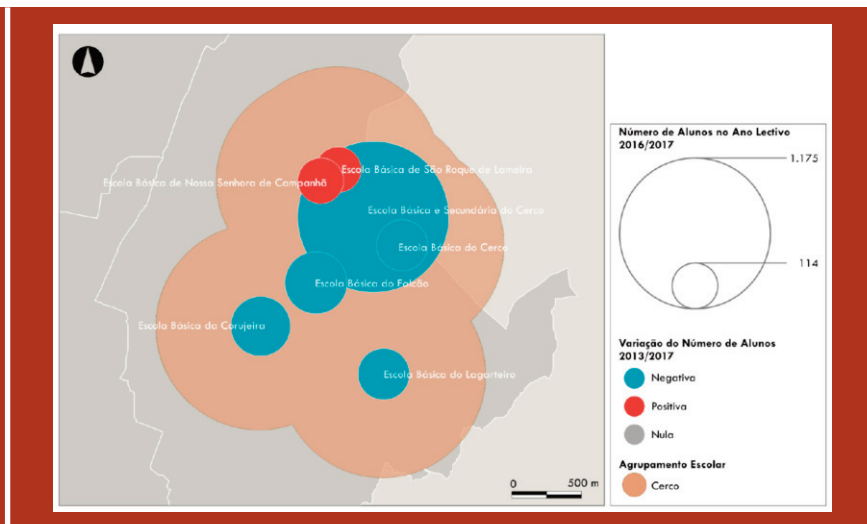 Escola Básica de São Roque da Lameira
Escola Básica de Nossa Senhora de Campanhã
Escola Básica e Secundária do Cerco
Escola Básica do Cerco
Escola Básica do Falcão
Escola Básica da Corujeira
Escola Básica do Lagarteiro
0 500 m
Número de Alunos no Ano Lectivo
2016/2017
1.175
114
Variação do Número de Alunos
2013/2017
Negativa
Positiva
Nula
Agrupamento Escolar
Cerco